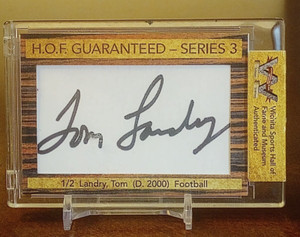 H.O.F. GUARANTEED – SERIES 3
Tom Landry
1/2 Landry, Tom (D. 2000) Football
Wichita Sports Hall of
Fame and Museum
Authenticated